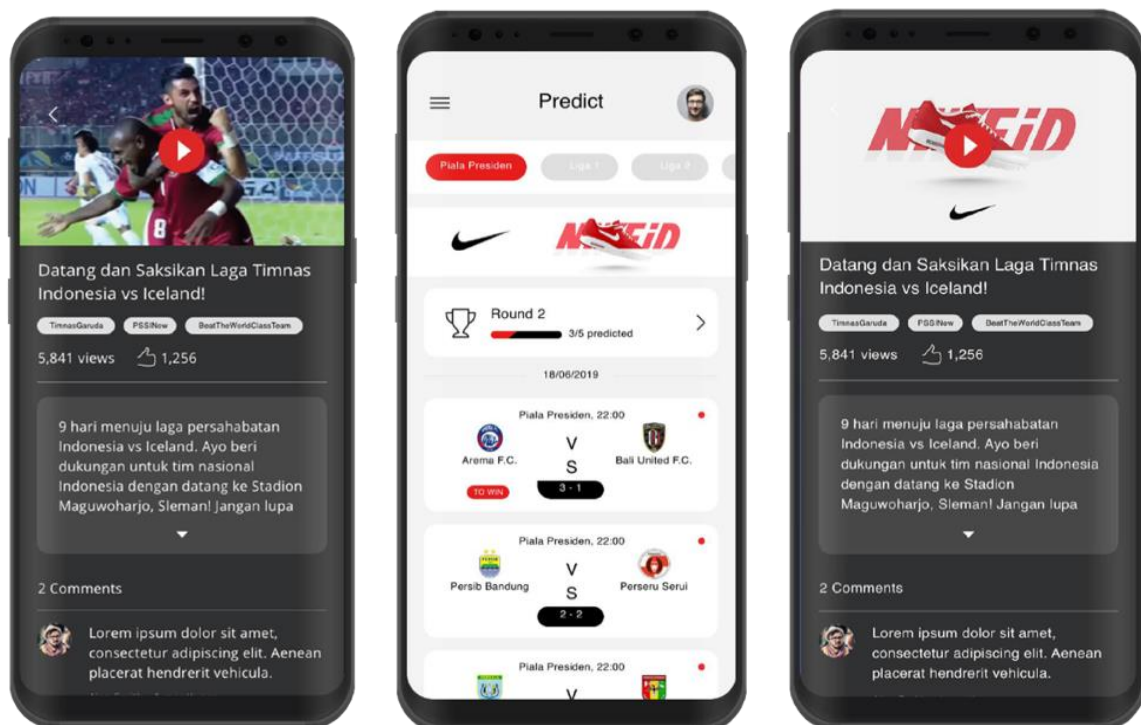 Datang dan Saksikan Laga Timnas
Indonesia vs Iceland!
TimnasGaruda PSSINow BeatTheWorldClassTeam
5,841 views 1,256
9 hari menuju laga persahabatan
Indonesia vs Iceland. Ayo beri
dukungan untuk tim nasional
Indonesia dengan datang ke Stadion
Maguwoharjo, Sleman! Jangan lupa
2 Comments
Lorem ipsum dolor sit amet,
consectetur adipiscing elit. Aenean
placerat hendrerit vehicula.
Predict
Piala Presiden Liga 1 Liga 2
NIKEiD
Round 2
3/5 predicted
18/06/2019
Piala Presiden, 22:00
Arema F.C. V S Bali United F.C.
TO WIN 3 - 1
Piala Presiden, 22:00
Persib Bandung V S Perseru Serui
2 - 2
Piala Presiden, 22:00
V
NIKEiD
Datang dan Saksikan Laga Timnas
Indonesia vs Iceland!
TimnasGaruda PSSINow BeatTheWorldClassTeam
5,841 views 1,256
9 hari menuju laga persahabatan
Indonesia vs Iceland. Ayo beri
dukungan untuk tim nasional Indonesia
dengan datang ke Stadion
Maguwoharjo, Sleman! Jangan lupa
2 Comments
Lorem ipsum dolor sit amet,
consectetur adipiscing elit. Aenean
placerat hendrerit vehicula.